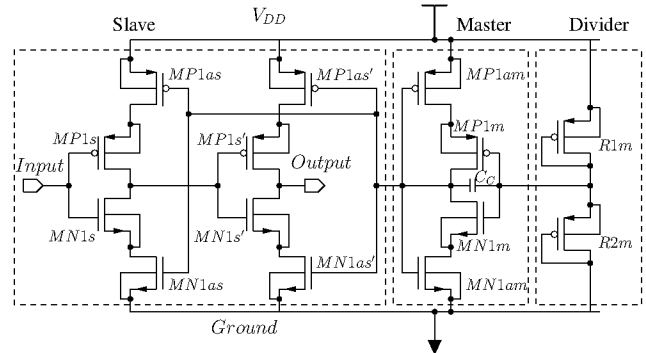 Slave
V_DD
Master
Divider
MP1as
MP1as′
MP1am
MP1s
MP1s′
MP1m
R1m
Input
Output
C_C
MN1s
MN1s′
MN1m
R2m
MN1as
MN1as′
MN1am
Ground